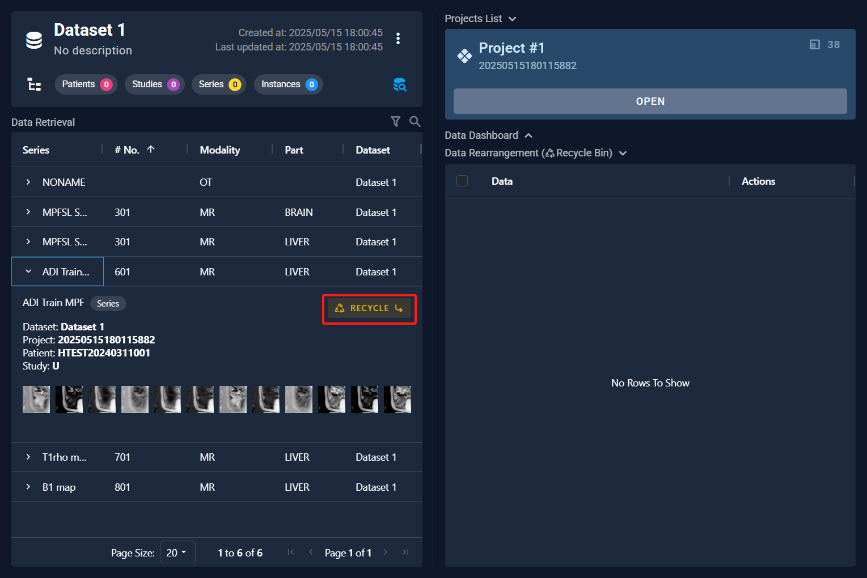 Dataset 1
No description
Created at: 2025/05/15 18:00:45
Last updated at: 2025/05/15 18:00:45
Patients 0 Studies 0 Series 0 Instances 0
Data Retrieval
Series # No. Modality Part Dataset
NONAME OT Dataset 1
MPFSL S... 301 MR BRAIN Dataset 1
MPFSL S... 301 MR LIVER Dataset 1
ADI Train... 601 MR LIVER Dataset 1
ADI Train MPF Series
RECYCLE
Dataset: Dataset 1
Project: 20250515180115882
Patient: HTEST20240311001
Study: U
T1rho m... 701 MR LIVER Dataset 1
B1 map 801 MR LIVER Dataset 1
Page Size: 20 1 to 6 of 6 Page 1 of 1
Projects List
Project #1
20250515180115882
38
OPEN
Data Dashboard
Data Rearrangement (Recycle Bin)
Data Actions
No Rows To Show